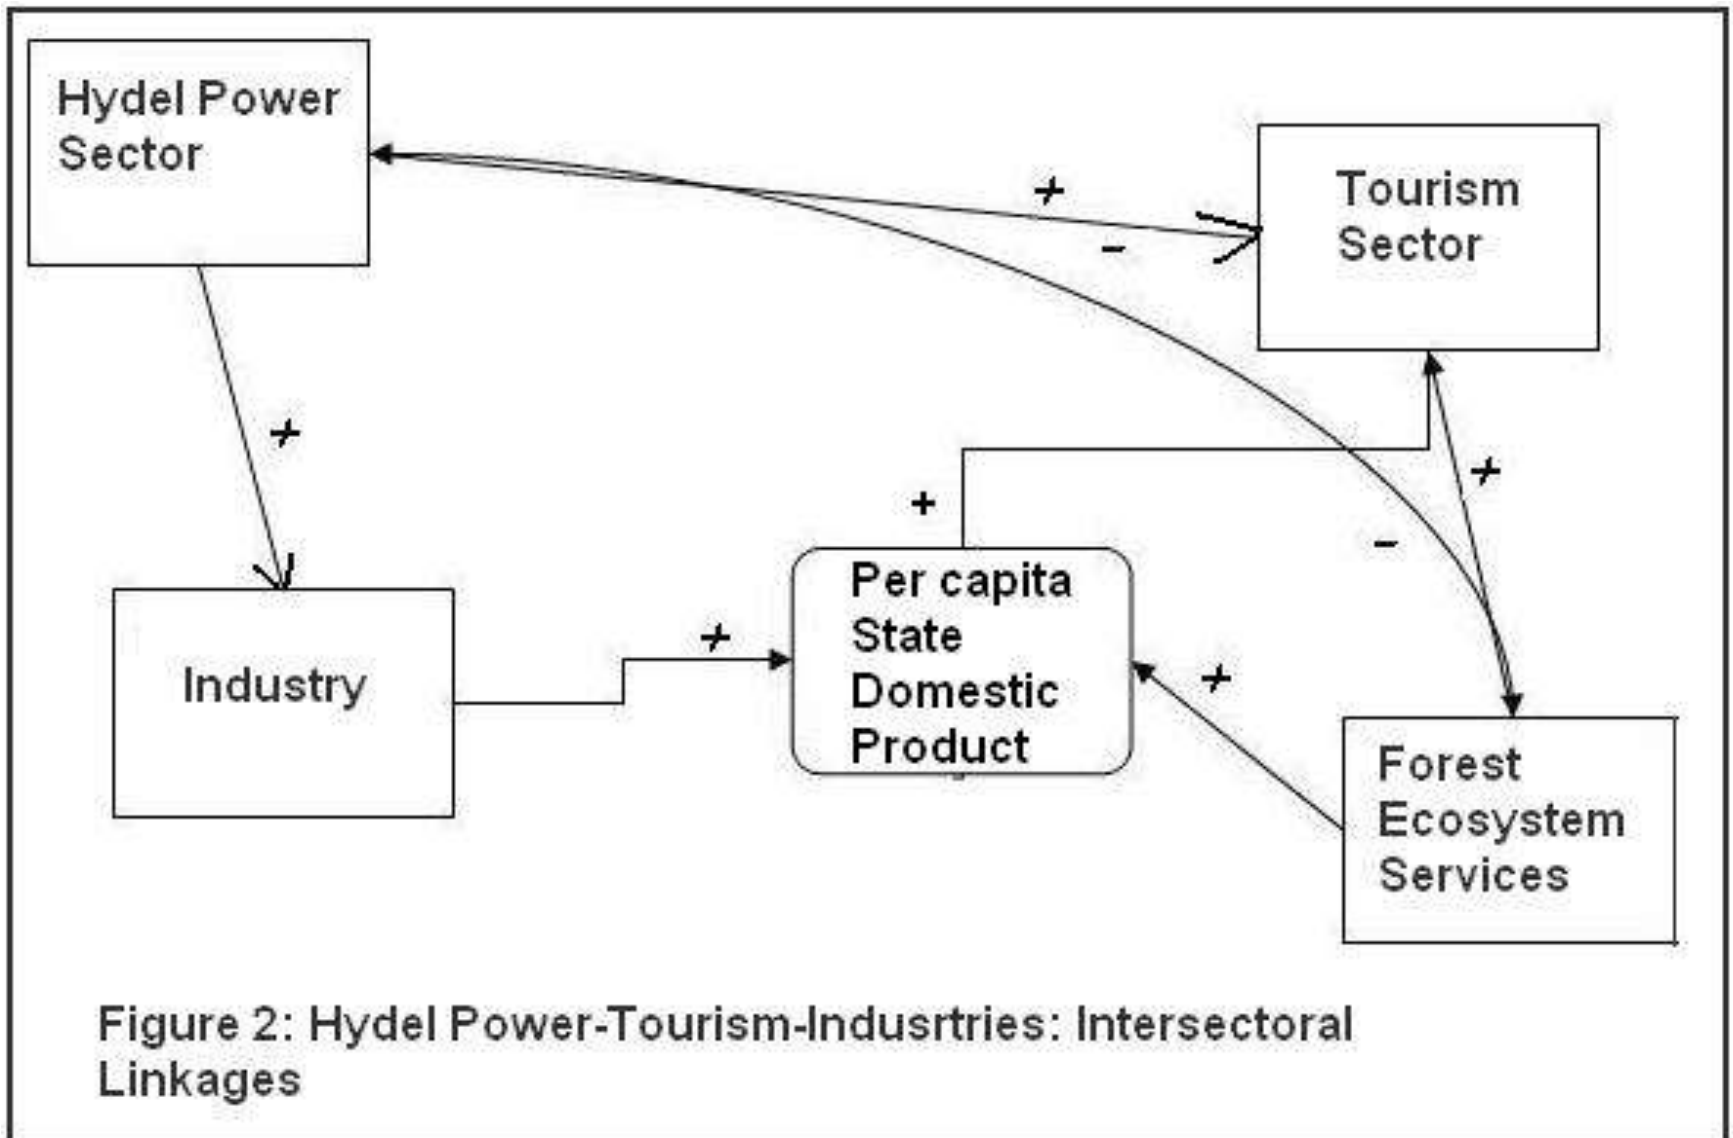 Hydel Power
Sector
+
-
Tourism
Sector
+
+
+
-
Per capita
State
Domestic
Product
+
+
Industry
Forest
Ecosystem
Services
Figure 2: Hydel Power-Tourism-Indusrtries: Intersectoral
Linkages